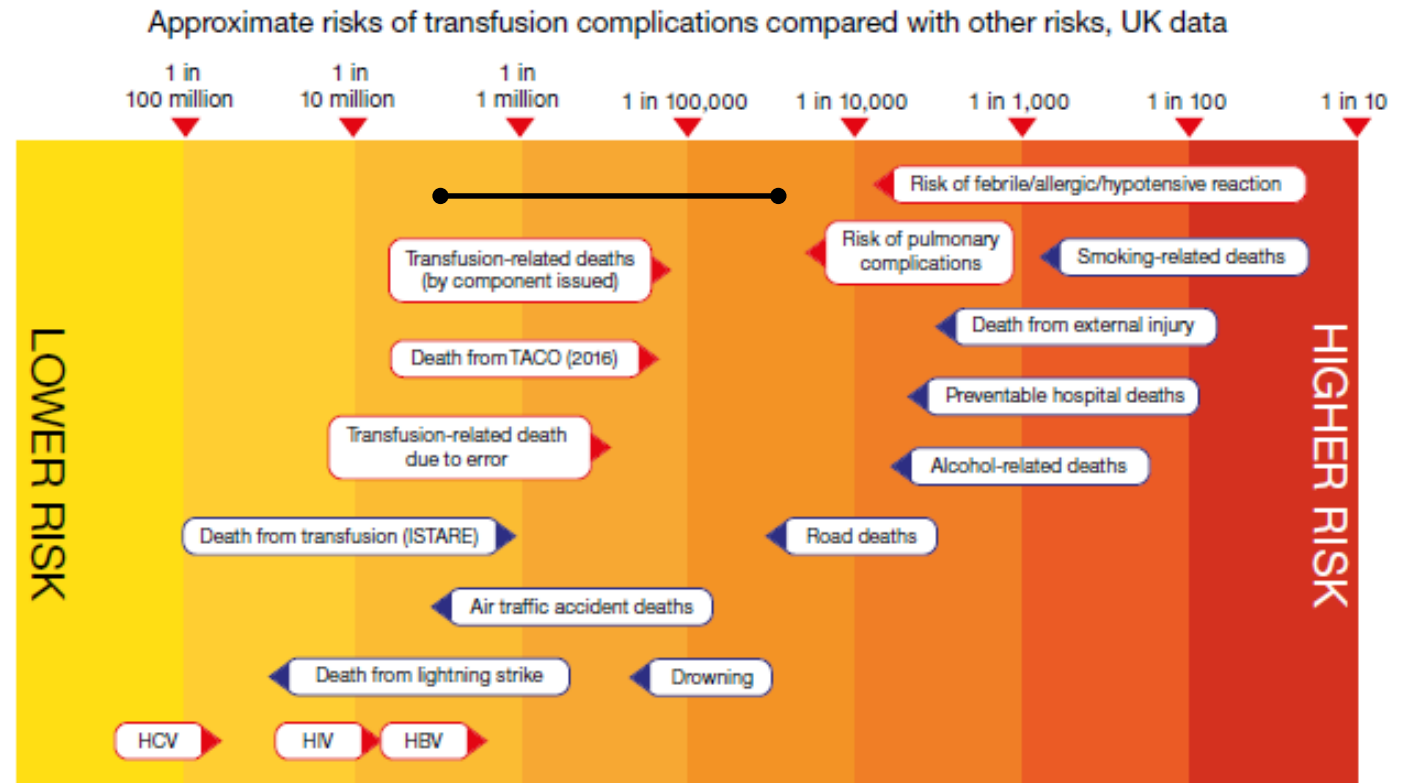 Approximate risks of transfusion complications compared with other risks, UK data
1 in
100 million
1 in
10 million
1 in
1 million
1 in 100,000
1 in 10,000
1 in 1,000
1 in 100
1 in 10
LOWER RISK
HIGHER RISK
Risk of febrile/allergic/hypotensive reaction
Transfusion-related deaths
(by component issued)
Risk of pulmonary
complications
Smoking-related deaths
Death from external injury
Death from TACO (2016)
Preventable hospital deaths
Transfusion-related death
due to error
Alcohol-related deaths
Death from transfusion (ISTARE)
Road deaths
Air traffic accident deaths
Death from lightning strike
Drowning
HCV
HIV
HBV